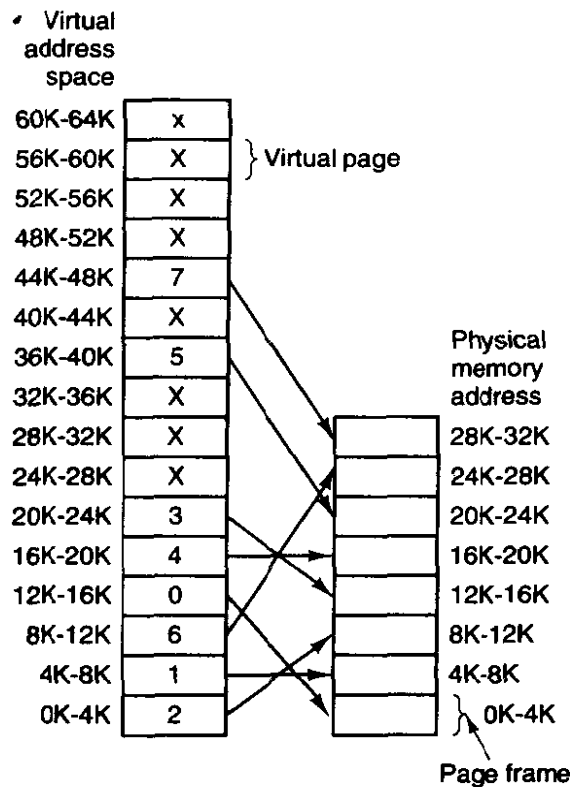 Virtual
address
space
60K-64K x
56K-60K X Virtual page
52K-56K X
48K-52K X
44K-48K 7
40K-44K X
36K-40K 5
32K-36K X
28K-32K X
24K-28K X
20K-24K 3
16K-20K 4
12K-16K 0
8K-12K 6
4K-8K 1
0K-4K 2
Physical
memory
address
28K-32K
24K-28K
20K-24K
16K-20K
12K-16K
8K-12K
4K-8K
0K-4K
Page frame